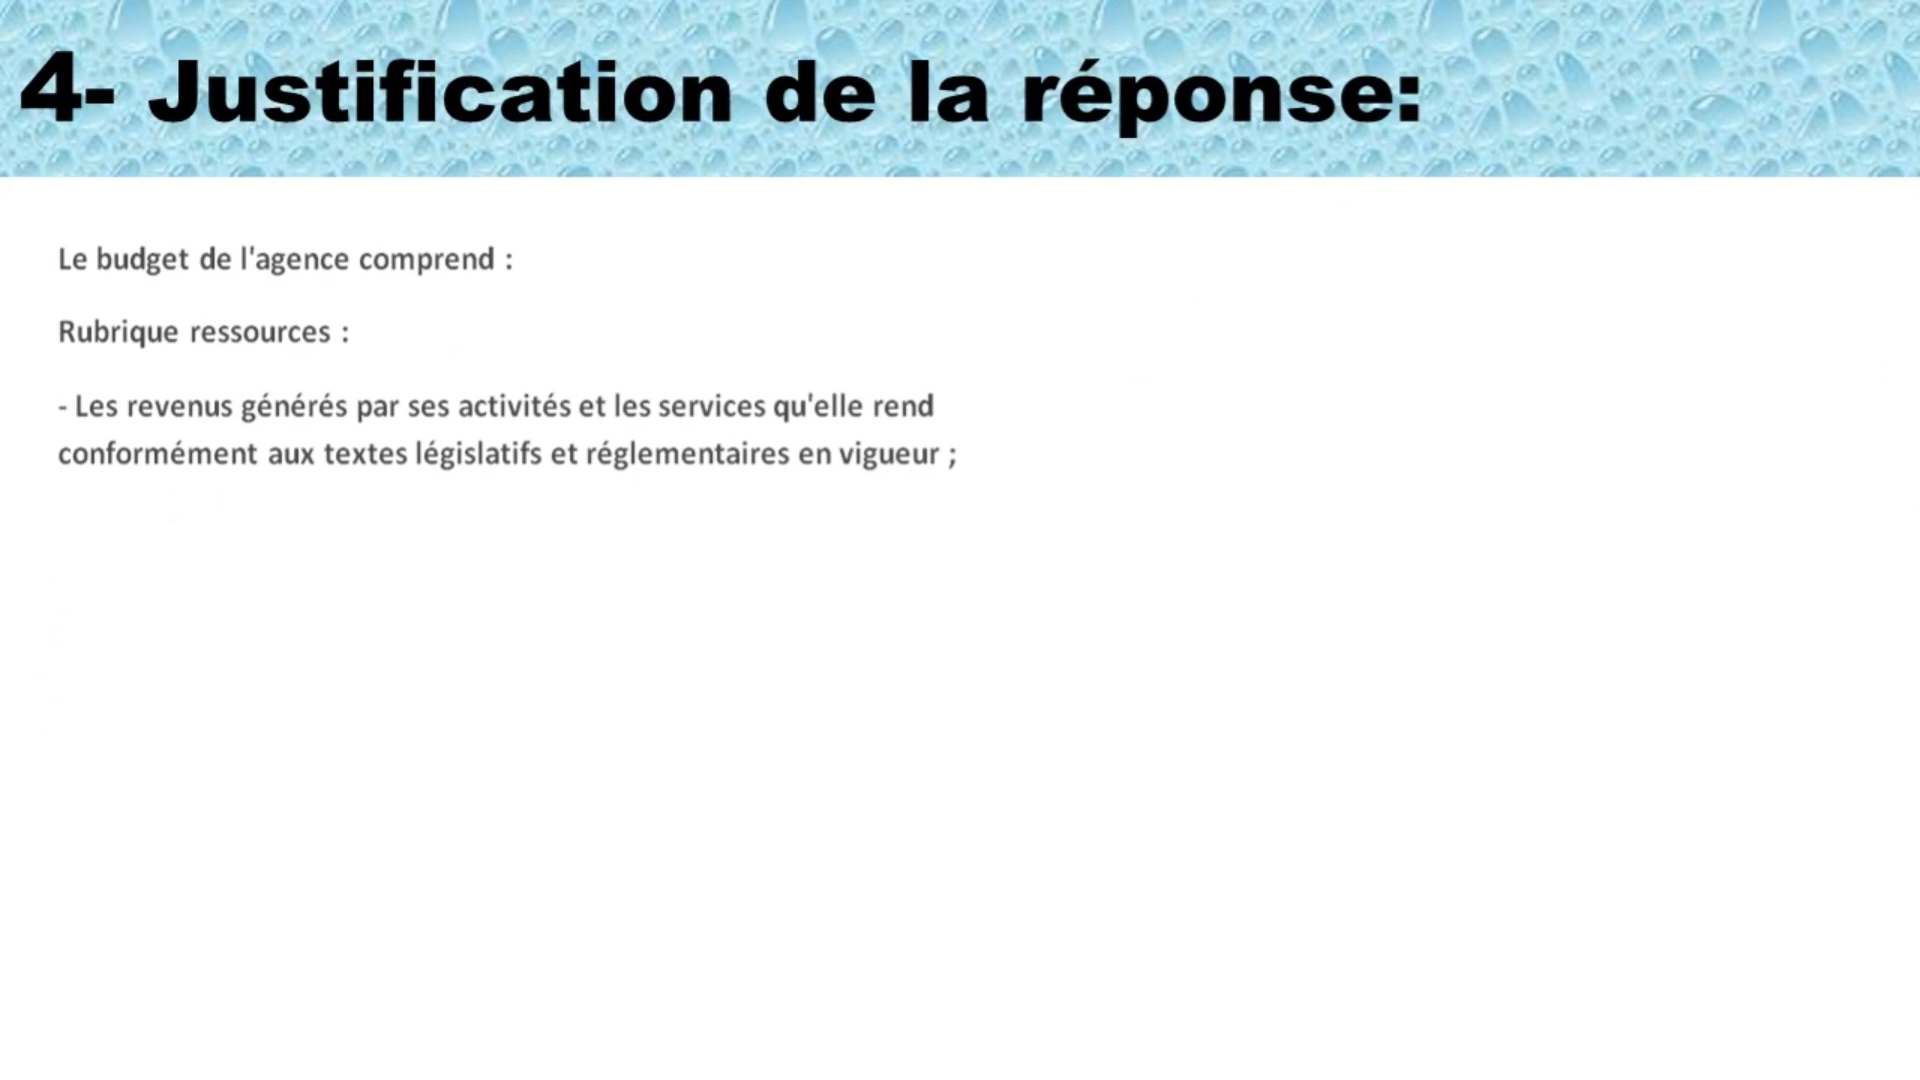 4- Justification de la réponse:
Le budget de l'agence comprend :
Rubrique ressources :
- Les revenus générés par ses activités et les services qu'elle rend
conformément aux textes législatifs et réglementaires en vigueur ;